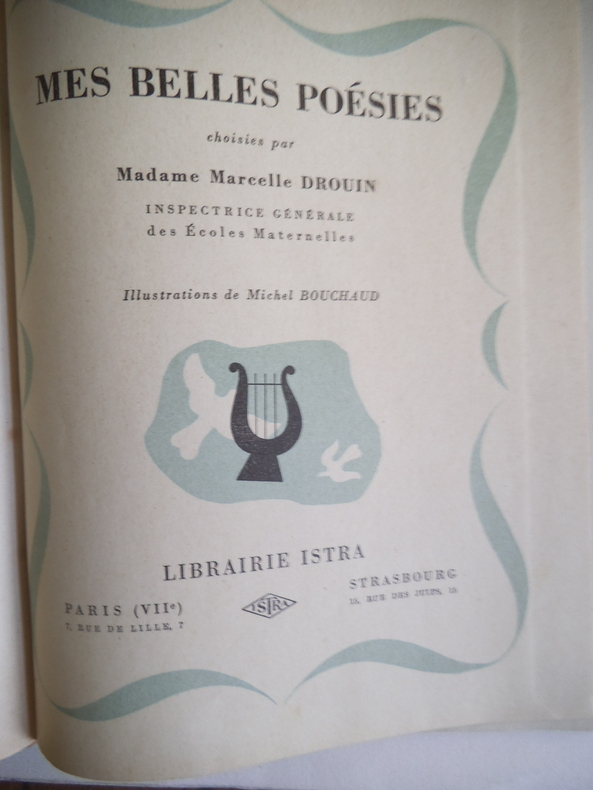 MES BELLES POÉSIES
choisies par
Madame Marcelle DROUIN
INSPECTRICE GÉNÉRALE
des Écoles Maternelles
Illustrations de Michel BOUCHAUD
LIBRAIRIE ISTRA
PARIS (VIIe)
7, RUE DE LILLE, 7
ISTRA
STRASBOURG
15, RUE DES JUIFS, 15